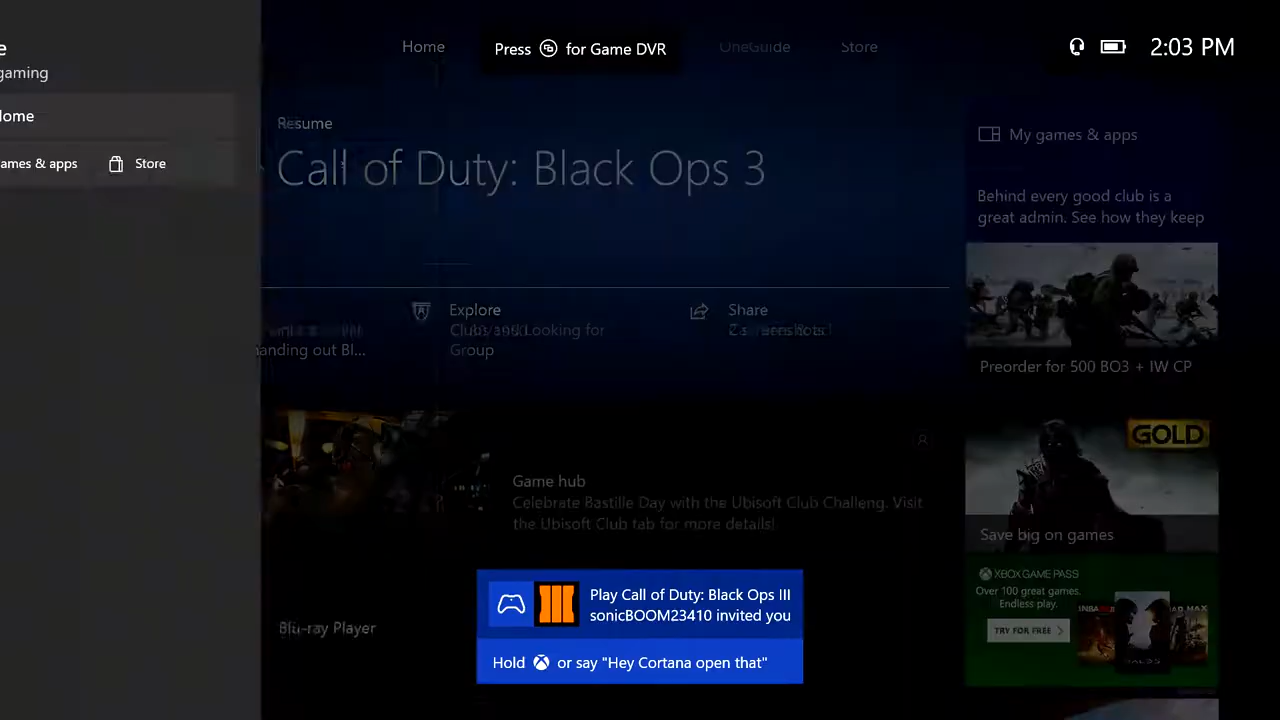 Home
Press for Game DVR
OneGuide
Store
2:03 PM
gaming
Store
Resume
Call of Duty: Black Ops 3
My games & apps
Behind every good club is a
great admin. See how they keep
Explore
Clubs and Looking for
Group
Share
handing out Bl...
Preorder for 500 BO3 + IW CP
GOLD
Save big on games
Game hub
Celebrate Bastille Day with the Ubisoft Club Challeng. Visit
the Ubisoft Club tab for more details!
XBOX GAME PASS
Over 100 great games.
Endless play.
TRY FOR FREE
HALO 5
Play Call of Duty: Black Ops III
sonicBOOM23410 invited you
Hold or say "Hey Cortana open that"
Blu-ray Player